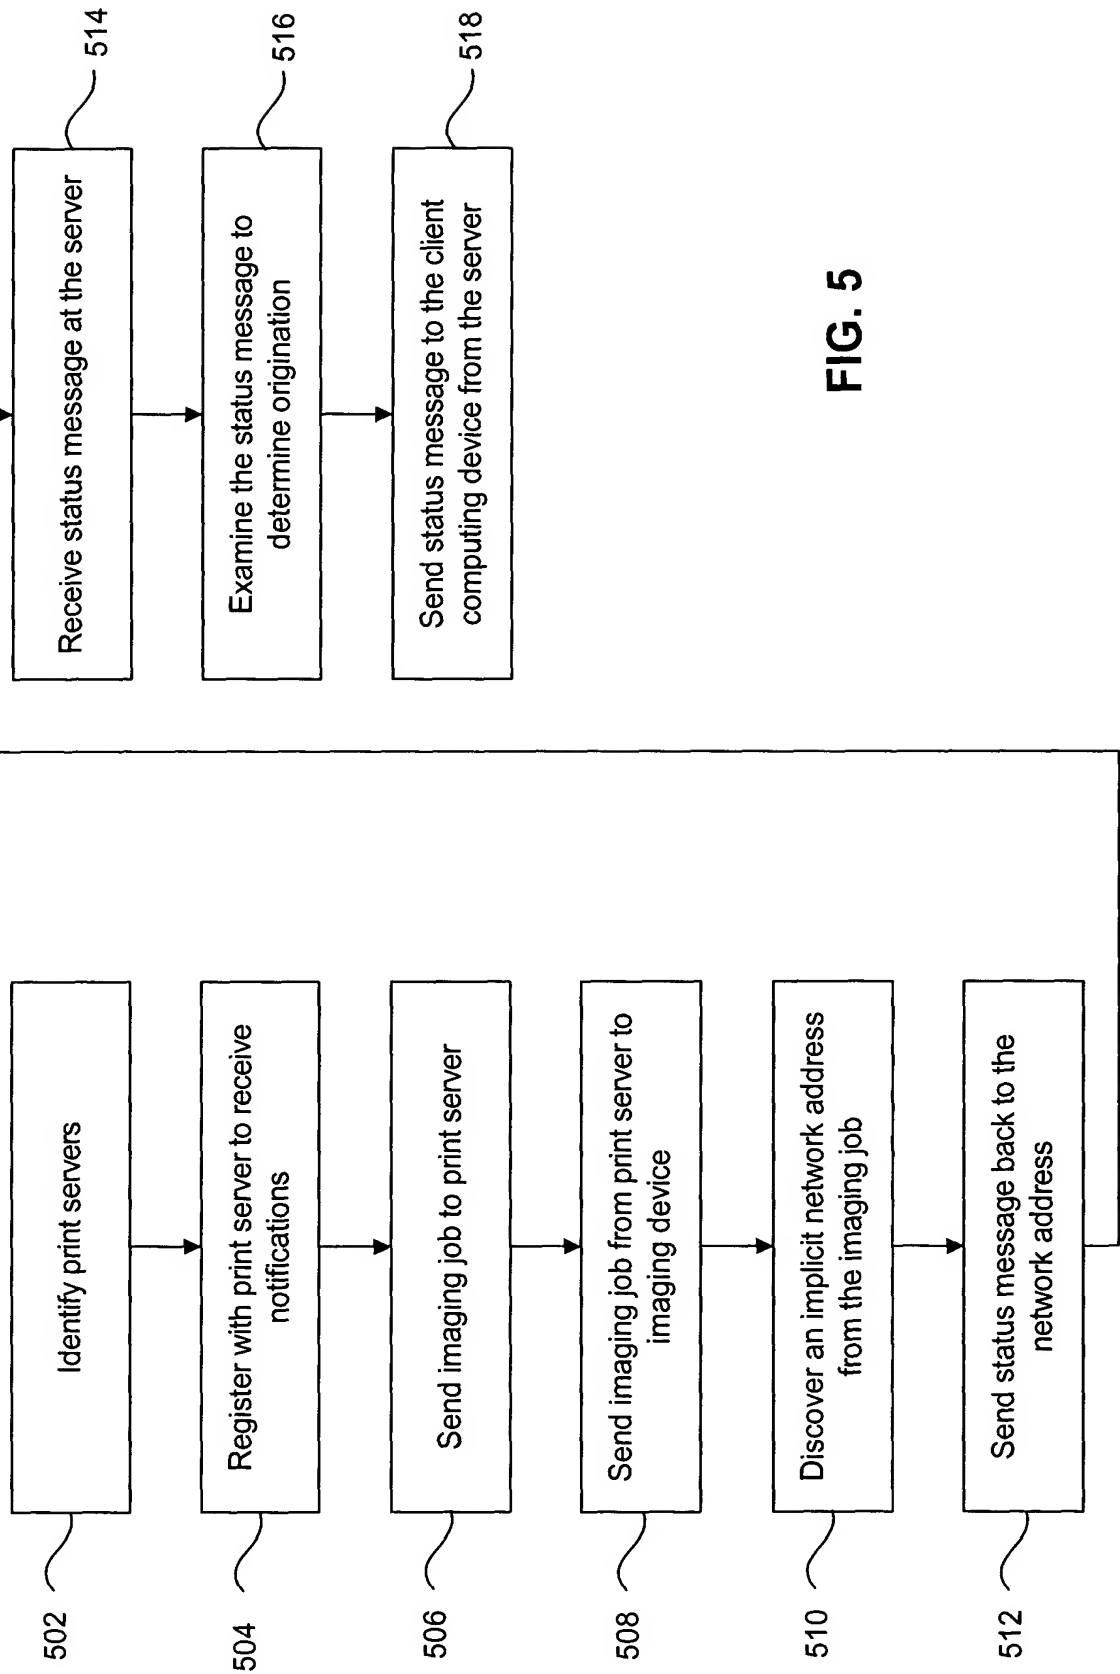 502
Identify print servers
504
Register with print server to receive
notifications
506
Send imaging job to print server
508
Send imaging job from print server to
imaging device
510
Discover an implicit network address
from the imaging job
512
Send status message back to the
network address
Receive status message at the server
514
Examine the status message to
determine origination
516
Send status message to the client
computing device from the server
518
FIG. 5